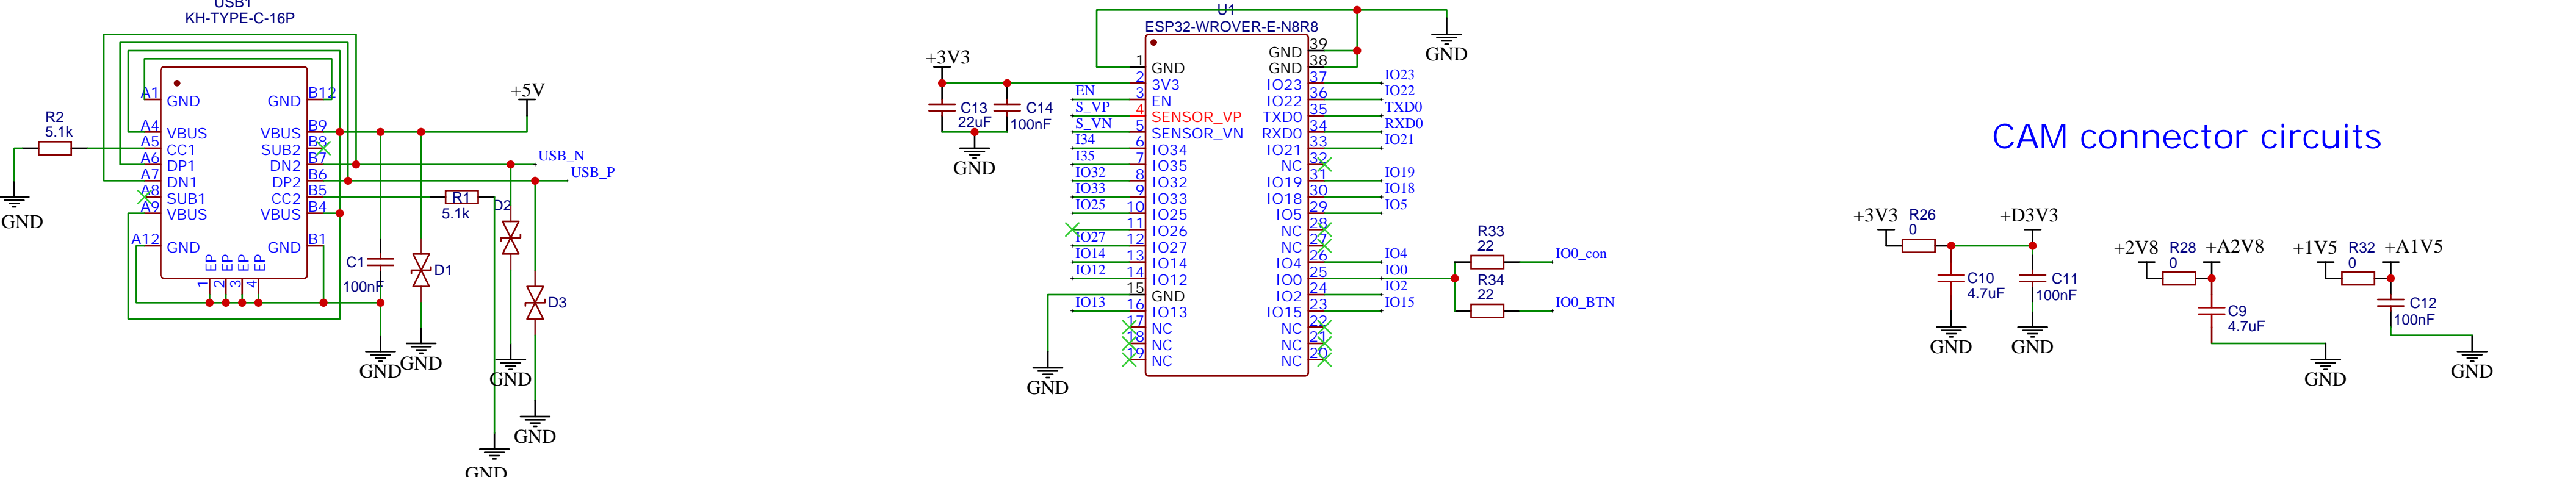 USB1
KH-TYPE-C-16P
A1
GND
GND
B12
A4
VBUS
VBUS
B9
A5
CC1
SUB2
B8
A6
DP1
DN2
B7
A7
DN1
DP2
B6
A8
SUB1
CC2
B5
A9
VBUS
VBUS
B4
A12
GND
GND
B1
EP
EP
EP
EP
1
2
3
4
R2
5.1k
GND
+5V
USB_N
USB_P
R1
5.1k
D2
C1
100nF
D1
D3
GND
GND
GND
GND
GND
U1
ESP32-WROVER-E-N8R8
+3V3
C13
22uF
C14
100nF
GND
1
GND
2
3V3
EN
3
EN
S_VP
4
SENSOR_VP
S_VN
5
SENSOR_VN
I34
6
IO34
I35
7
IO35
IO32
8
IO32
IO33
9
IO33
IO25
10
IO25
11
IO26
IO27
12
IO27
IO14
13
IO14
IO12
14
IO12
15
GND
IO13
16
IO13
17
NC
18
NC
19
NC
GND
GND
39
GND
38
GND
IO23
37
IO23
IO22
36
IO22
TXD0
35
TXD0
RXD0
34
RXD0
IO21
33
IO21
NC
32
IO19
31
IO19
IO18
30
IO18
IO5
29
IO5
NC
28
NC
27
IO4
26
IO4
IO0
25
IO0
IO2
24
IO2
IO15
23
IO15
NC
22
NC
21
NC
20
R33
22
IO0_con
R34
22
IO0_BTN
CAM connector circuits
+3V3
R26
0
+D3V3
C10
4.7uF
C11
100nF
GND
GND
+2V8
R28
0
+A2V8
C9
4.7uF
GND
+1V5
R32
0
+A1V5
C12
100nF
GND